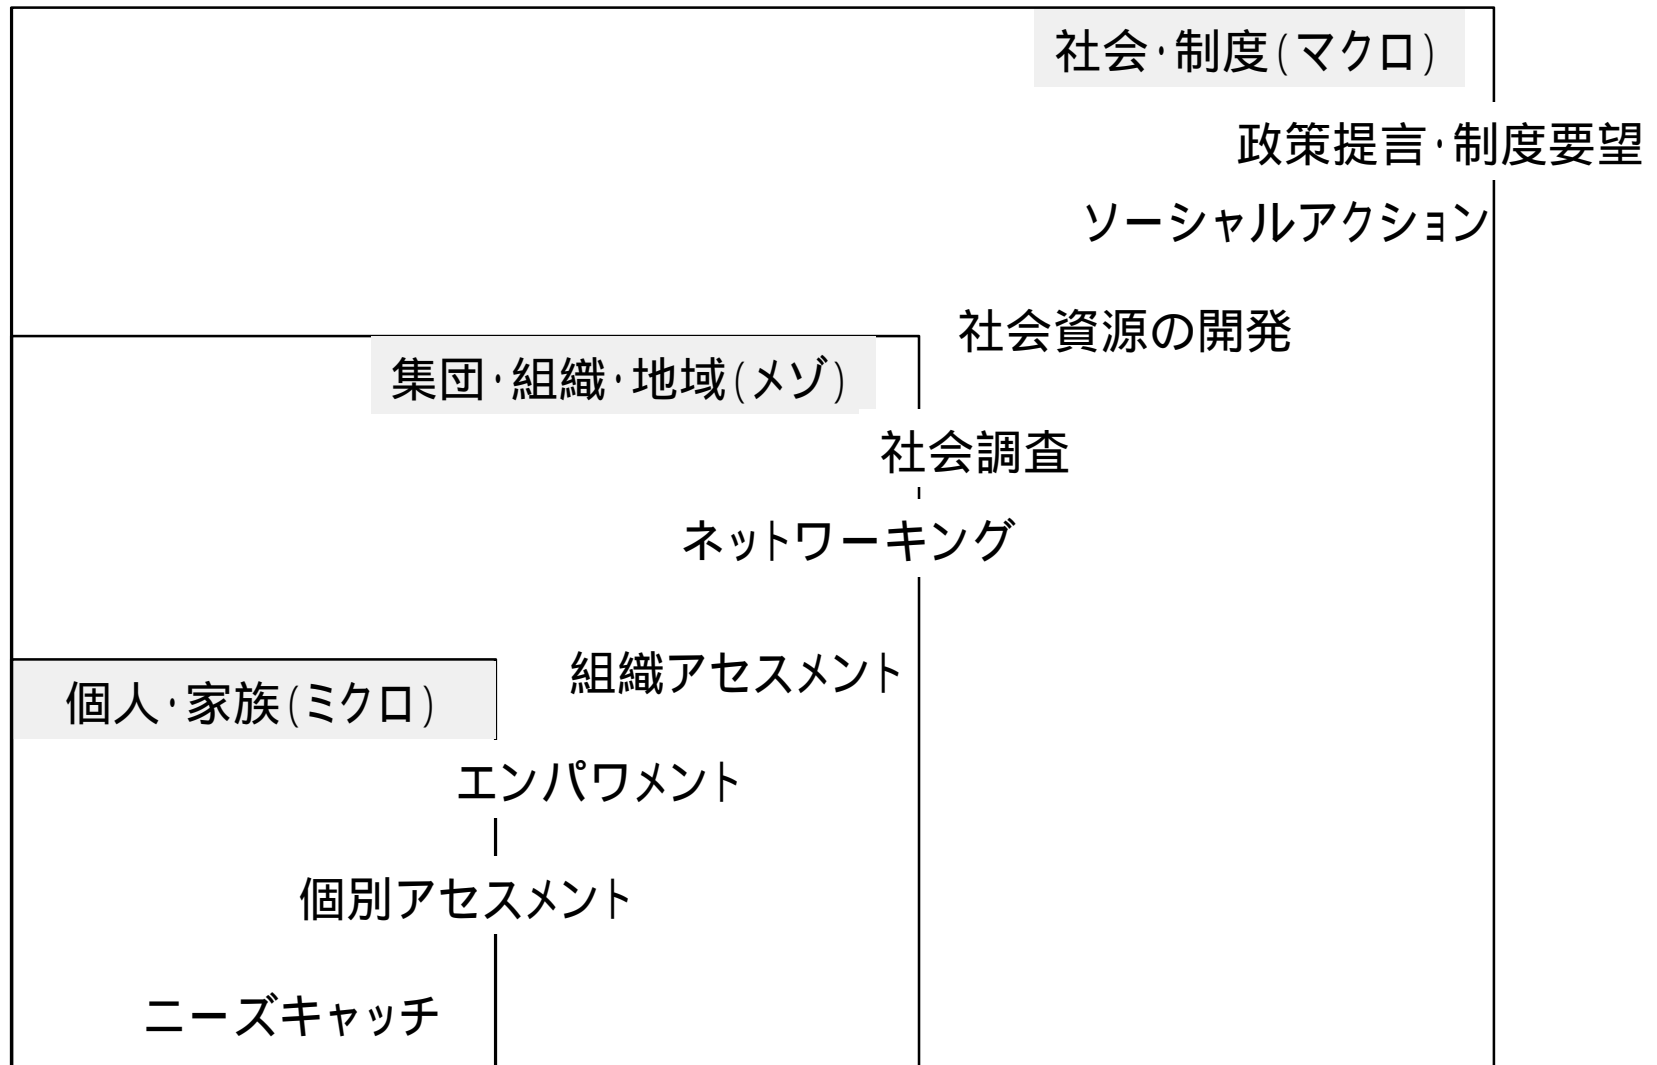 社会・制度(マクロ)
政策提言・制度要望
ソーシャルアクション
社会資源の開発
集団・組織・地域(メゾ)
社会調査
ネットワーキング
組織アセスメント
個人・家族(ミクロ)
エンパワメント
個別アセスメント
ニーズキャッチ